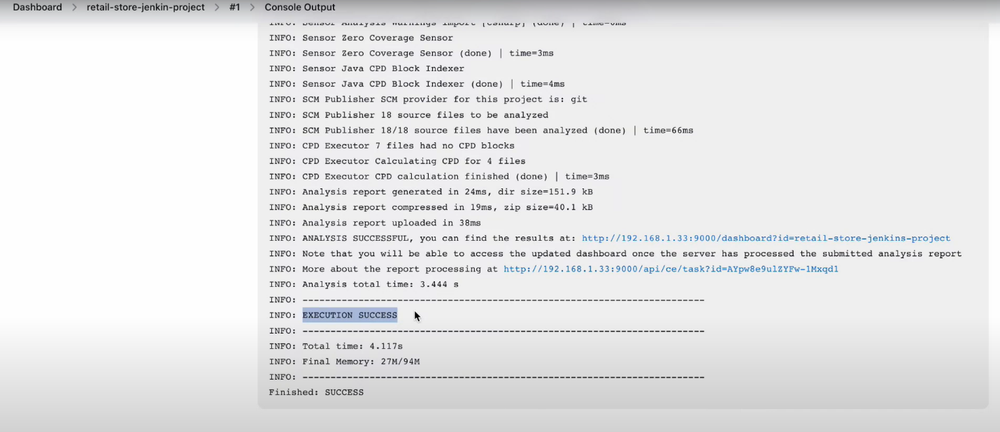 Dashboard > retail-store-jenkin-project > #1 > Console Output
INFO: Sensor Analysis Warnings import [csharp] (done) | time=0ms
INFO: Sensor Zero Coverage Sensor
INFO: Sensor Zero Coverage Sensor (done) | time=3ms
INFO: Sensor Java CPD Block Indexer
INFO: Sensor Java CPD Block Indexer (done) | time=4ms
INFO: SCM Publisher SCM provider for this project is: git
INFO: SCM Publisher 18 source files to be analyzed
INFO: SCM Publisher 18/18 source files have been analyzed (done) | time=66ms
INFO: CPD Executor 7 files had no CPD blocks
INFO: CPD Executor Calculating CPD for 4 files
INFO: CPD Executor CPD calculation finished (done) | time=3ms
INFO: Analysis report generated in 24ms, dir size=151.9 kB
INFO: Analysis report compressed in 19ms, zip size=40.1 kB
INFO: Analysis report uploaded in 38ms
INFO: ANALYSIS SUCCESSFUL, you can find the results at: http://192.168.1.33:9000/dashboard?id=retail-store-jenkins-project
INFO: Note that you will be able to access the updated dashboard once the server has processed the submitted analysis report
INFO: More about the report processing at http://192.168.1.33:9000/api/ce/task?id=AYpw8e9ulZYFw-1Mxqd1
INFO: Analysis total time: 3.444 s
INFO: ------------------------------------------------------------------------
INFO: EXECUTION SUCCESS
INFO: ------------------------------------------------------------------------
INFO: Total time: 4.117s
INFO: Final Memory: 27M/94M
INFO: ------------------------------------------------------------------------
Finished: SUCCESS